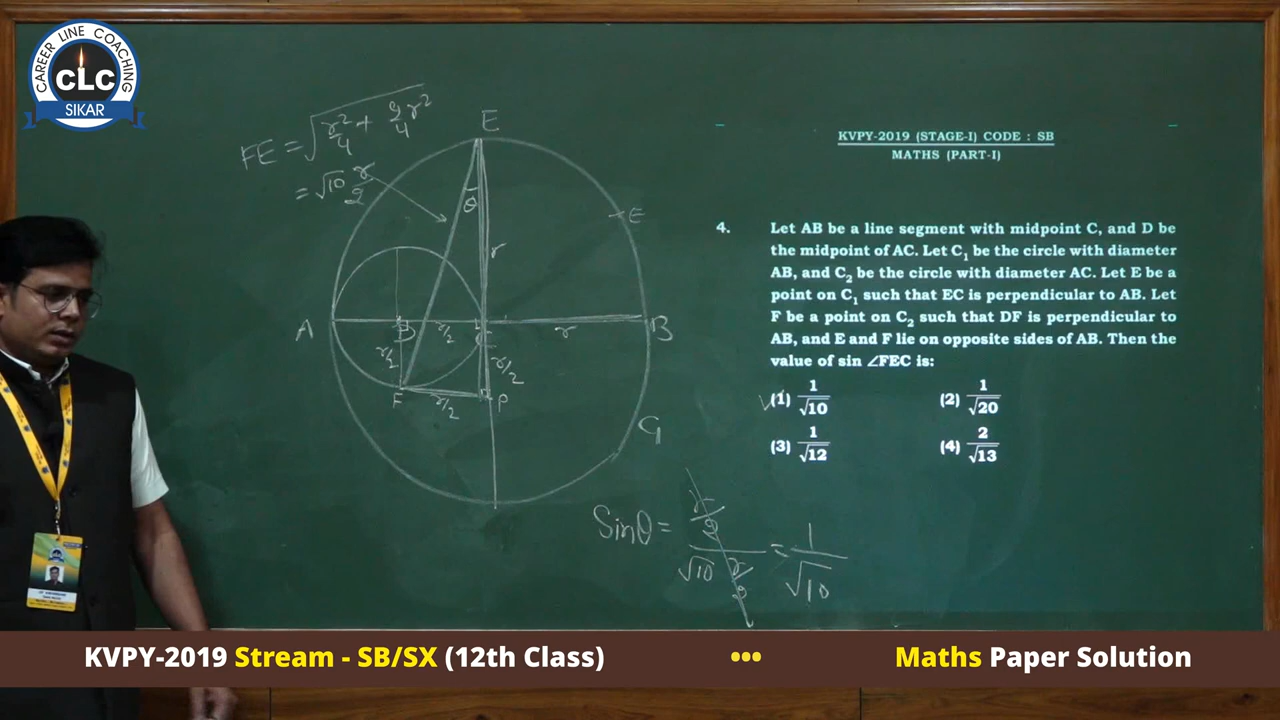 CAREER LINE COACHING
CLC
SIKAR
FE = √(r²/4 + 9/4 r²)
= √10 r/2
E
θ
E
r
A
D
r/2
C
r
B
r/2
r/2
F
r/2
P
G
Sinθ = (r/2)/(√10 r/2) = 1/√10
KVPY-2019 (STAGE-I) CODE : SB
MATHS (PART-I)
4. Let AB be a line segment with midpoint C, and D be
the midpoint of AC. Let C₁ be the circle with diameter
AB, and C₂ be the circle with diameter AC. Let E be a
point on C₁ such that EC is perpendicular to AB. Let
F be a point on C₂ such that DF is perpendicular to
AB, and E and F lie on opposite sides of AB. Then the
value of sin ∠FEC is:
(1) 1/√10 (2) 1/√20
(3) 1/√12 (4) 2/√13
KVPY-2019 Stream - SB/SX (12th Class) ••• Maths Paper Solution